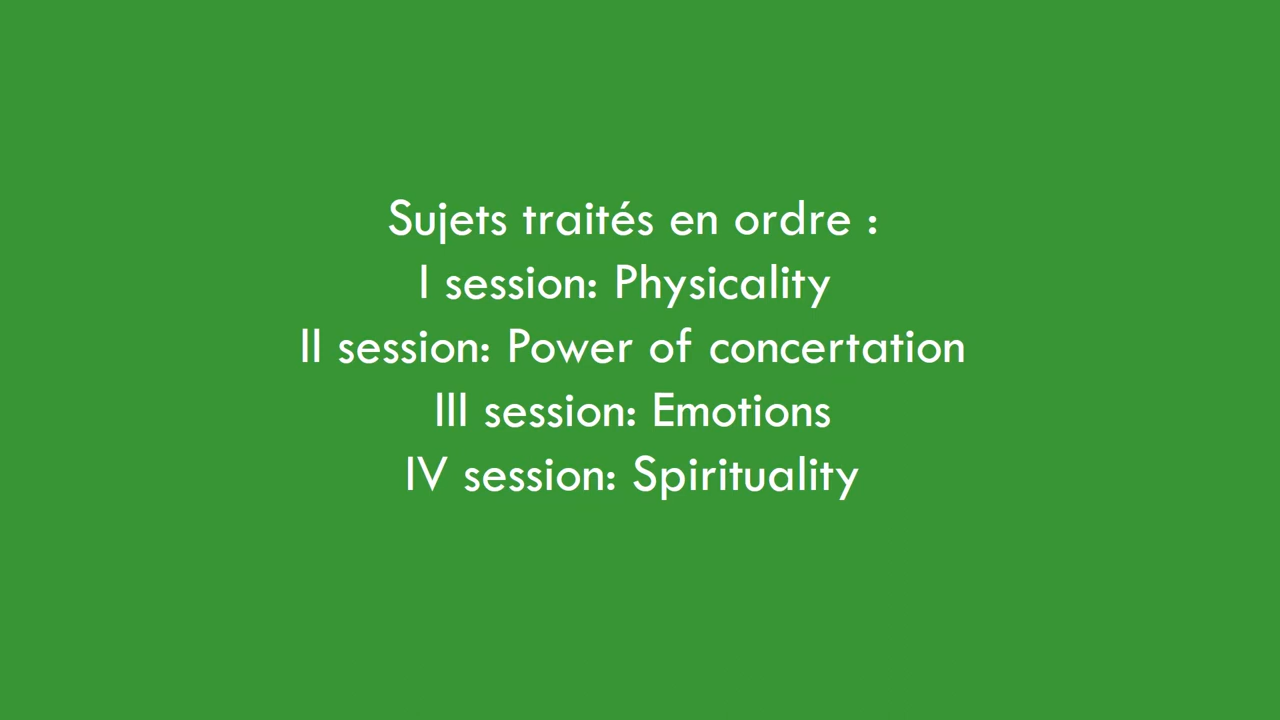 Sujets traités en ordre :
I session: Physicality
II session: Power of concertation
III session: Emotions
IV session: Spirituality